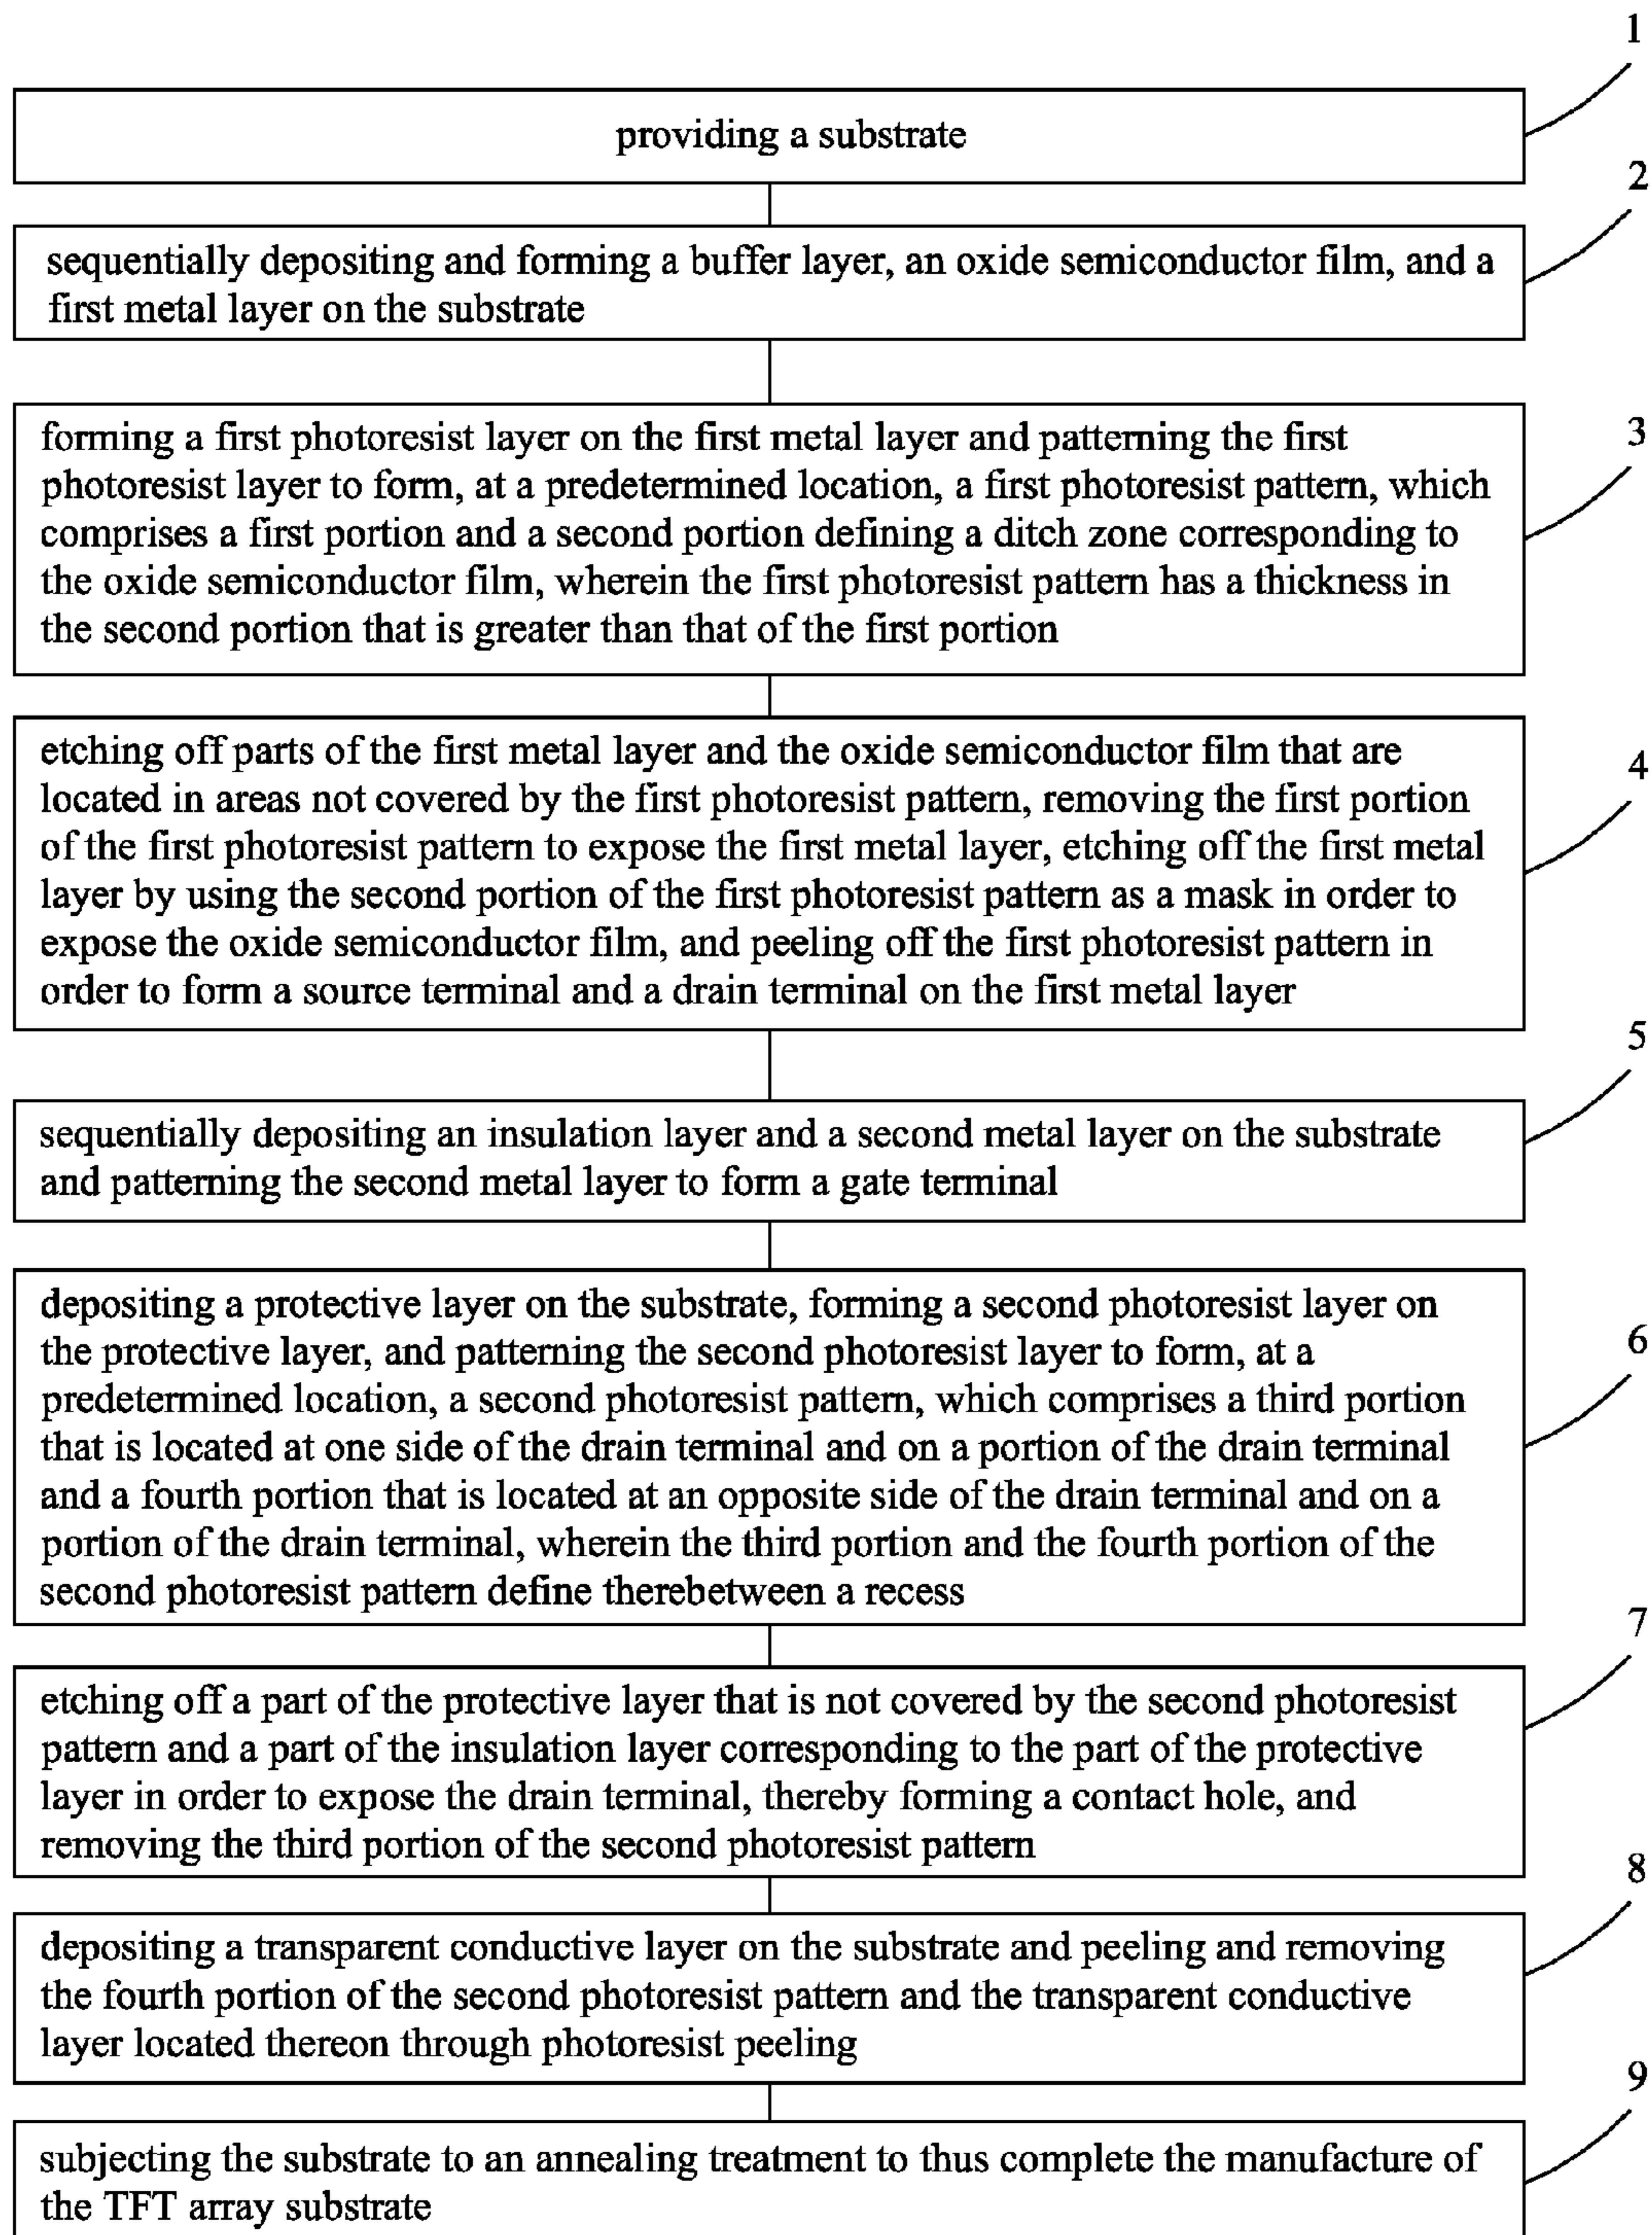 1
providing a substrate
2
sequentially depositing and forming a buffer layer, an oxide semiconductor film, and a
first metal layer on the substrate
3
forming a first photoresist layer on the first metal layer and patterning the first
photoresist layer to form, at a predetermined location, a first photoresist pattern, which
comprises a first portion and a second portion defining a ditch zone corresponding to
the oxide semiconductor film, wherein the first photoresist pattern has a thickness in
the second portion that is greater than that of the first portion
4
etching off parts of the first metal layer and the oxide semiconductor film that are
located in areas not covered by the first photoresist pattern, removing the first portion
of the first photoresist pattern to expose the first metal layer, etching off the first metal
layer by using the second portion of the first photoresist pattern as a mask in order to
expose the oxide semiconductor film, and peeling off the first photoresist pattern in
order to form a source terminal and a drain terminal on the first metal layer
5
sequentially depositing an insulation layer and a second metal layer on the substrate
and patterning the second metal layer to form a gate terminal
6
depositing a protective layer on the substrate, forming a second photoresist layer on
the protective layer, and patterning the second photoresist layer to form, at a
predetermined location, a second photoresist pattern, which comprises a third portion
that is located at one side of the drain terminal and on a portion of the drain terminal
and a fourth portion that is located at an opposite side of the drain terminal and on a
portion of the drain terminal, wherein the third portion and the fourth portion of the
second photoresist pattern define therebetween a recess
7
etching off a part of the protective layer that is not covered by the second photoresist
pattern and a part of the insulation layer corresponding to the part of the protective
layer in order to expose the drain terminal, thereby forming a contact hole, and
removing the third portion of the second photoresist pattern
8
depositing a transparent conductive layer on the substrate and peeling and removing
the fourth portion of the second photoresist pattern and the transparent conductive
layer located thereon through photoresist peeling
9
subjecting the substrate to an annealing treatment to thus complete the manufacture of
the TFT array substrate